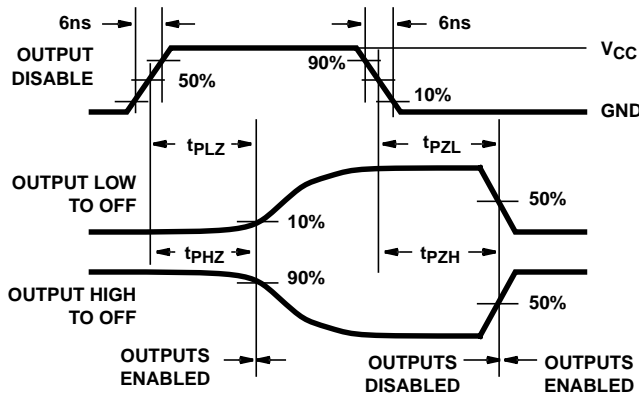 6ns
6ns
OUTPUT
DISABLE
50%
90%
10%
VCC
GND
tPLZ
tPZL
OUTPUT LOW
TO OFF
10%
50%
tPHZ
tPZH
OUTPUT HIGH
TO OFF
90%
50%
OUTPUTS
ENABLED
OUTPUTS
DISABLED
OUTPUTS
ENABLED